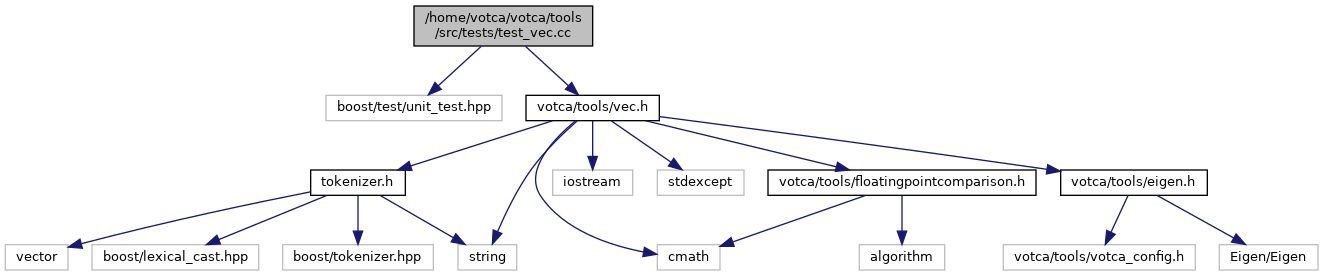 /home/votca/votca/tools
/src/tests/test_vec.cc
boost/test/unit_test.hpp
votca/tools/vec.h
tokenizer.h
iostream
stdexcept
votca/tools/floatingpointcomparison.h
votca/tools/eigen.h
vector
boost/lexical_cast.hpp
boost/tokenizer.hpp
string
cmath
algorithm
votca/tools/votca_config.h
Eigen/Eigen